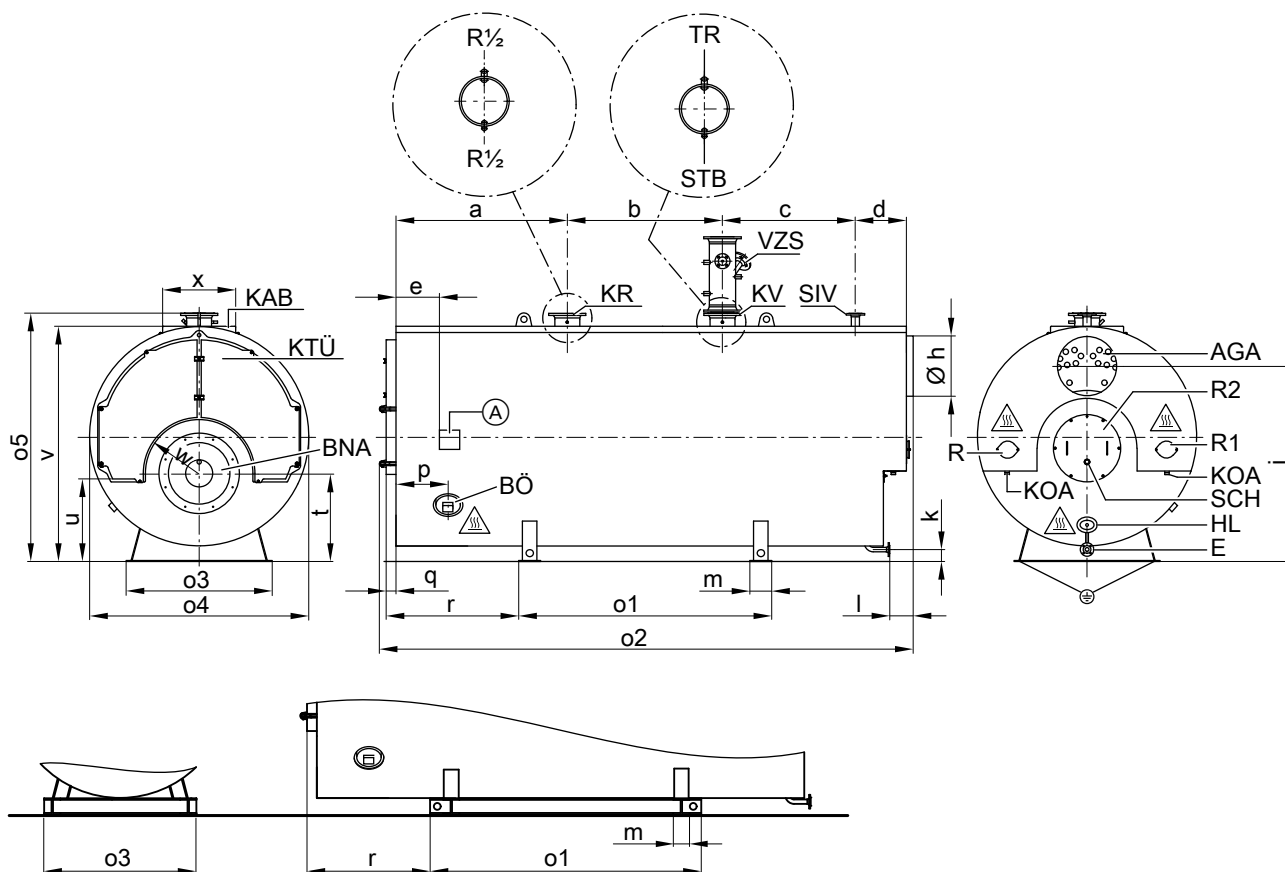 R½
R½
TR
STB
a
b
c
d
e
VZS
KR
KV
SIV
x
KAB
KTÜ
BNA
w
o5
v
u
t
o3
o4
A
p
BÖ
q
r
o1
m
l
o2
k
Ø h
AGA
R2
R
R1
KOA
KOA
SCH
HL
E
i
o3
r
o1
m